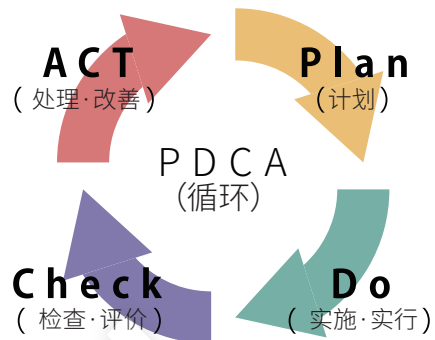 ACT
(处理·改善)
Plan
(计划)
PDCA
(循环)
Check
(检查·评价)
Do
(实施·实行)